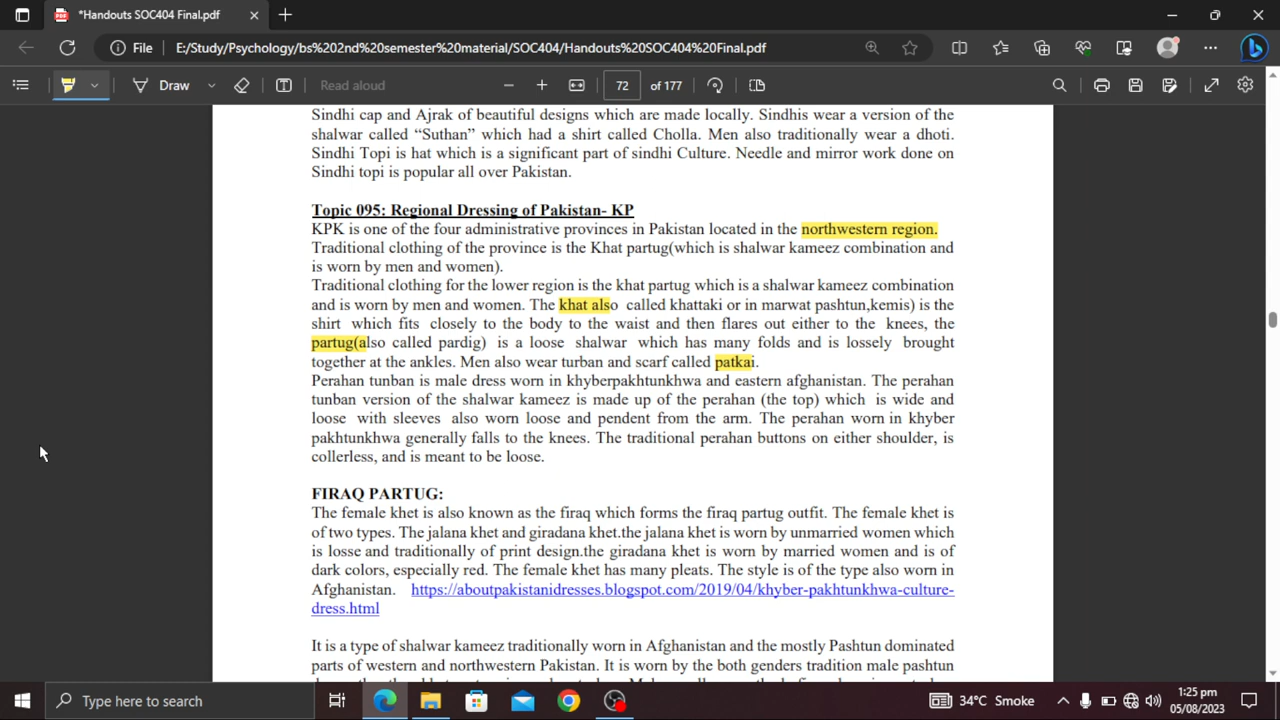 *Handouts SOC404 Final.pdf
File E:/Study/Psychology/bs%202nd%20semester%20material/SOC404/Handouts%20SOC404%20Final.pdf
Draw Read aloud 72 of 177
Sindhi cap and Ajrak of beautiful designs which are made locally. Sindhis wear a version of the
shalwar called “Suthan” which had a shirt called Cholla. Men also traditionally wear a dhoti.
Sindhi Topi is hat which is a significant part of sindhi Culture. Needle and mirror work done on
Sindhi topi is popular all over Pakistan.
Topic 095: Regional Dressing of Pakistan- KP
KPK is one of the four administrative provinces in Pakistan located in the northwestern region.
Traditional clothing of the province is the Khat partug(which is shalwar kameez combination and
is worn by men and women).
Traditional clothing for the lower region is the khat partug which is a shalwar kameez combination
and is worn by men and women. The khat also called khattaki or in marwat pashtun,kemis) is the
shirt which fits closely to the body to the waist and then flares out either to the knees, the
partug(also called pardig) is a loose shalwar which has many folds and is lossely brought
together at the ankles. Men also wear turban and scarf called patkai.
Perahan tunban is male dress worn in khyberpakhtunkhwa and eastern afghanistan. The perahan
tunban version of the shalwar kameez is made up of the perahan (the top) which is wide and
loose with sleeves also worn loose and pendent from the arm. The perahan worn in khyber
pakhtunkhwa generally falls to the knees. The traditional perahan buttons on either shoulder, is
collerless, and is meant to be loose.
FIRAQ PARTUG:
The female khet is also known as the firaq which forms the firaq partug outfit. The female khet is
of two types. The jalana khet and giradana khet.the jalana khet is worn by unmarried women which
is losse and traditionally of print design.the giradana khet is worn by married women and is of
dark colors, especially red. The female khet has many pleats. The style is of the type also worn in
Afghanistan. https://aboutpakistanidresses.blogspot.com/2019/04/khyber-pakhtunkhwa-culture-
dress.html
It is a type of shalwar kameez traditionally worn in Afghanistan and the mostly Pashtun dominated
parts of western and northwestern Pakistan. It is worn by the both genders tradition male pashtun
Type here to search 34°C Smoke 1:25 pm
05/08/2023